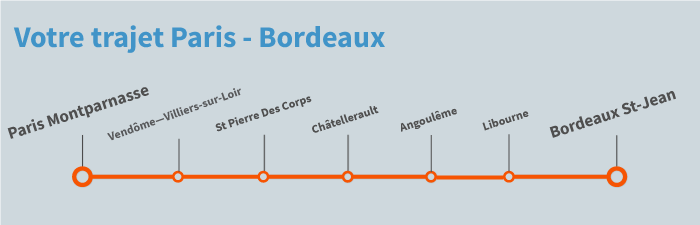 Votre trajet Paris - Bordeaux
Paris Montparnasse
Vendôme–Villiers-sur-Loir
St Pierre Des Corps
Châtellerault
Angoulême
Libourne
Bordeaux St-Jean